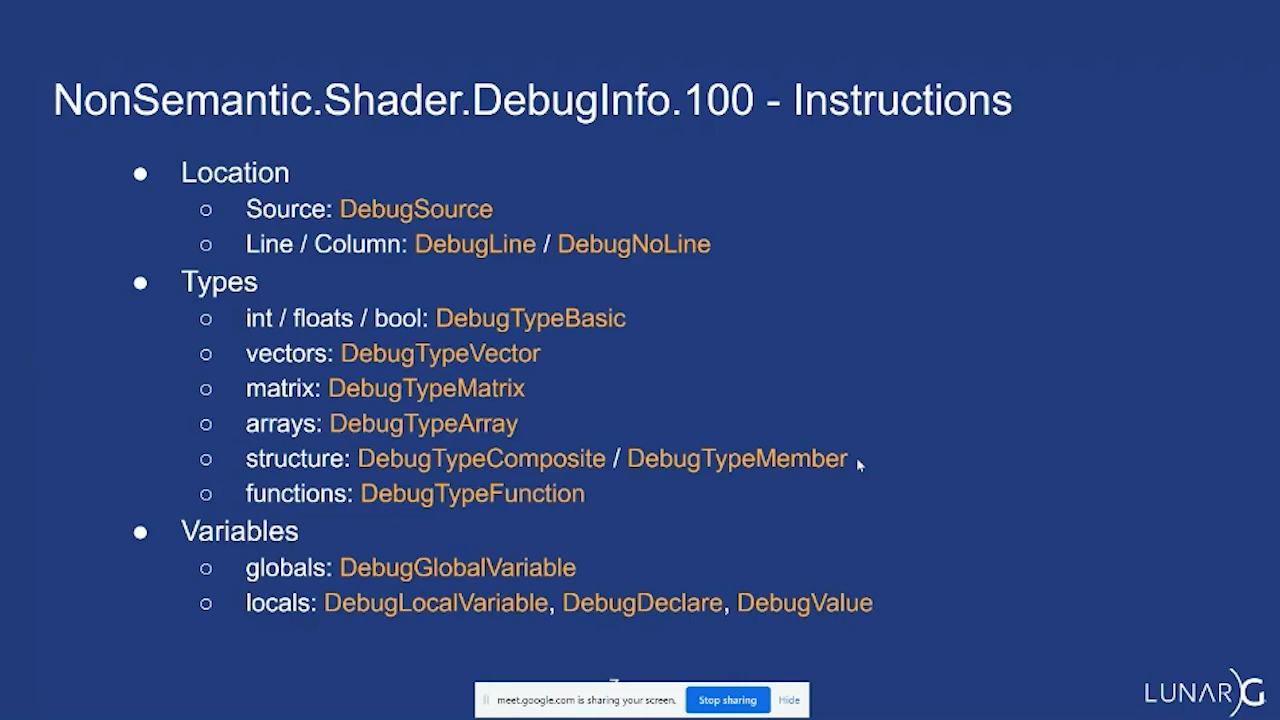 NonSemantic.Shader.DebugInfo.100 - Instructions
● Location
○ Source: DebugSource
○ Line / Column: DebugLine / DebugNoLine
● Types
○ int / floats / bool: DebugTypeBasic
○ vectors: DebugTypeVector
○ matrix: DebugTypeMatrix
○ arrays: DebugTypeArray
○ structure: DebugTypeComposite / DebugTypeMember
○ functions: DebugTypeFunction
● Variables
○ globals: DebugGlobalVariable
○ locals: DebugLocalVariable, DebugDeclare, DebugValue
meet.google.com is sharing your screen. Stop sharing Hide
LUNARG